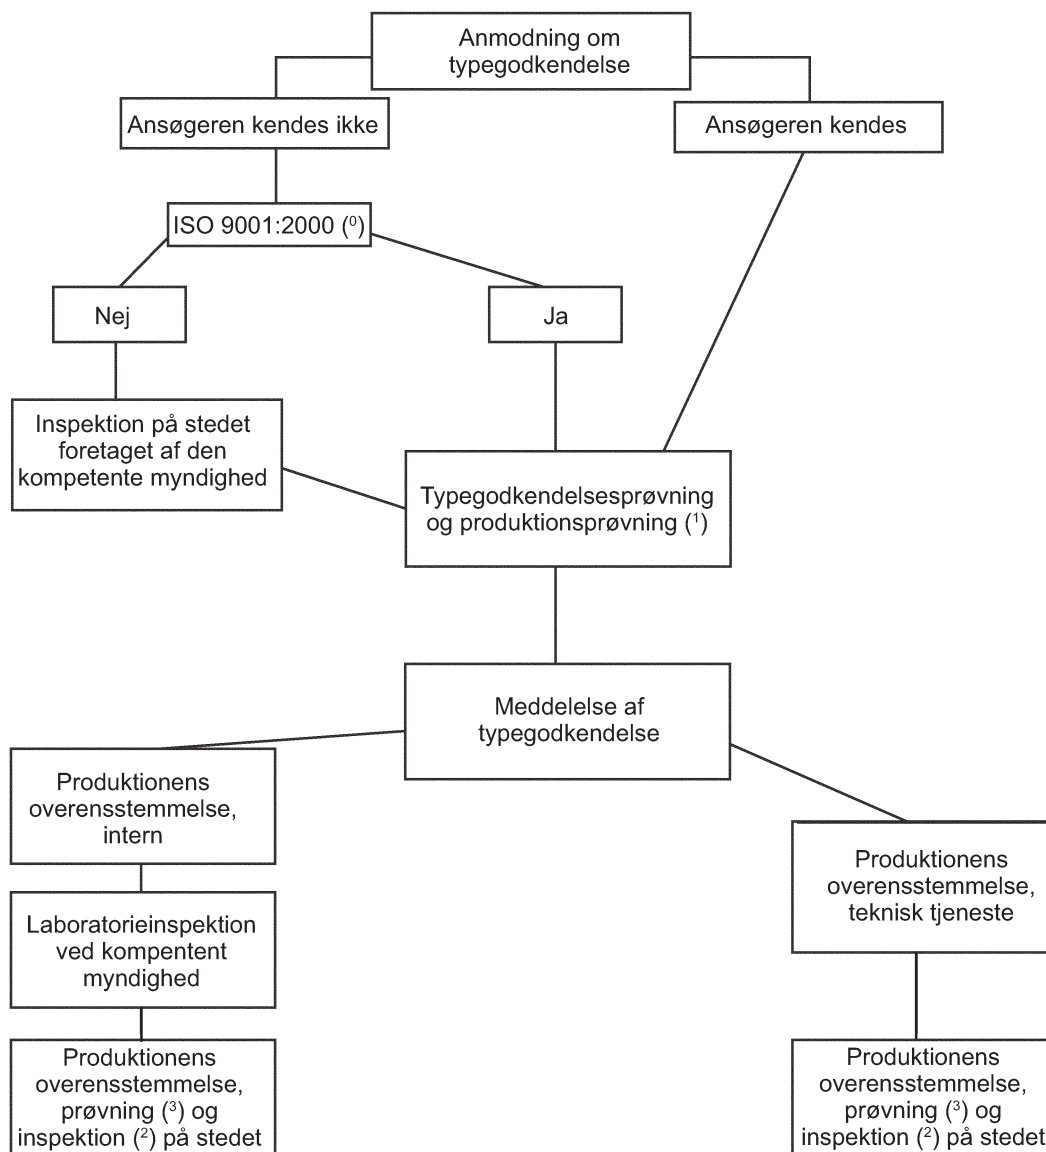 Anmodning om
typegodkendelse
Ansøgeren kendes ikke
Ansøgeren kendes
ISO 9001:2000 (⁰)
Nej
Ja
Inspektion på stedet
foretaget af den
kompetente myndighed
Typegodkendelsesprøvning
og produktionsprøvning (¹)
Meddelelse af
typegodkendelse
Produktionens
overensstemmelse,
intern
Produktionens
overensstemmelse,
teknisk tjeneste
Laboratorieinspektion
ved kompentent
myndighed
Produktionens
overensstemmelse,
prøvning (³) og
inspektion (²) på stedet
Produktionens
overensstemmelse,
prøvning (³) og
inspektion (²) på stedet